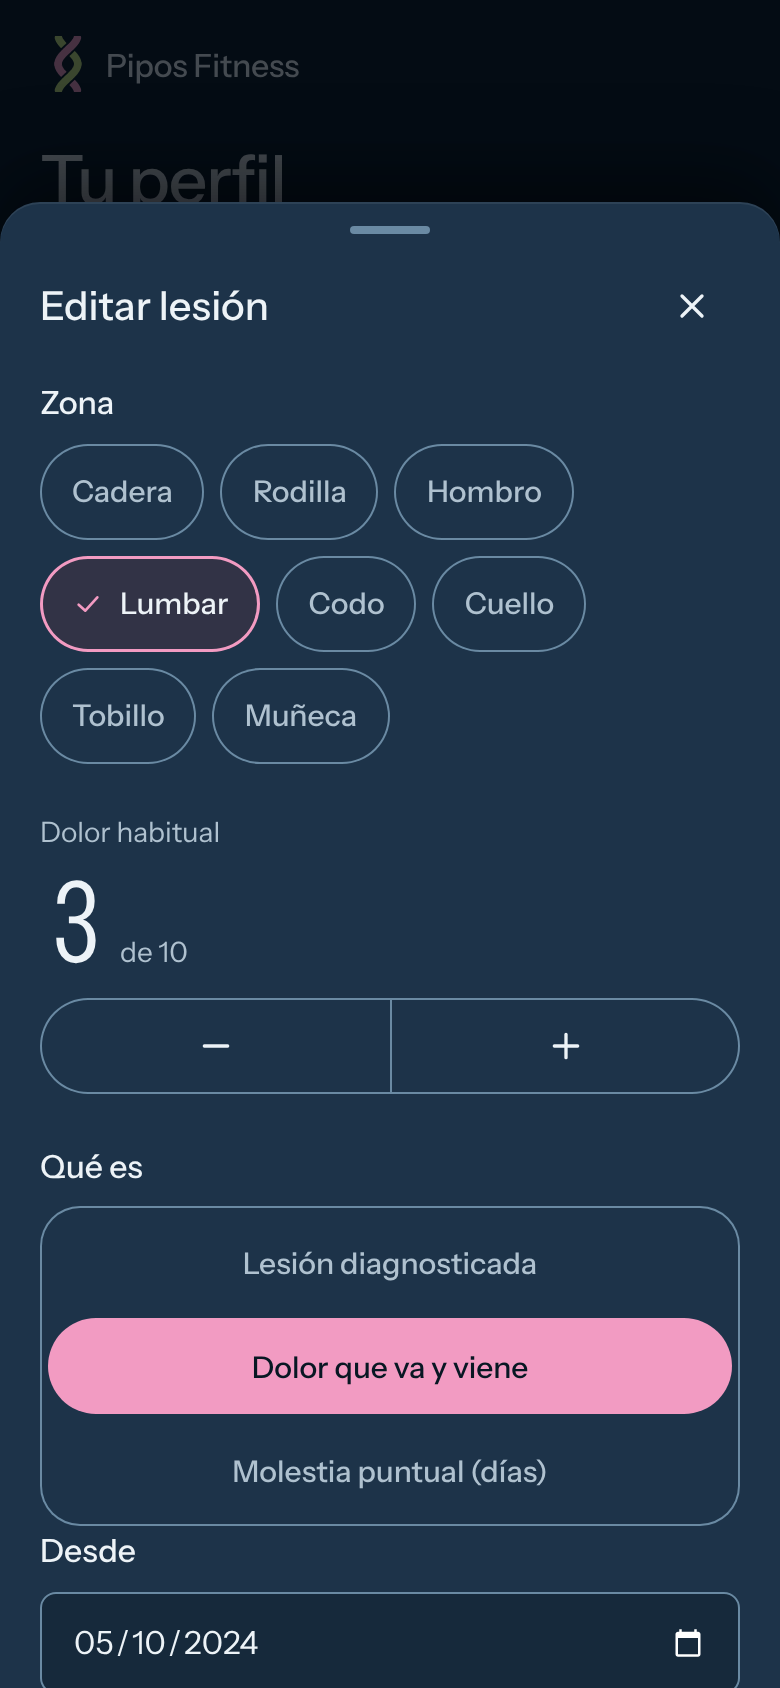 Pipos Fitness
Tu perfil
Editar lesión
Zona
Cadera
Rodilla
Hombro
Lumbar
Codo
Cuello
Tobillo
Muñeca
Dolor habitual
3 de 10
Qué es
Lesión diagnosticada
Dolor que va y viene
Molestia puntual (días)
Desde
05/10/2024